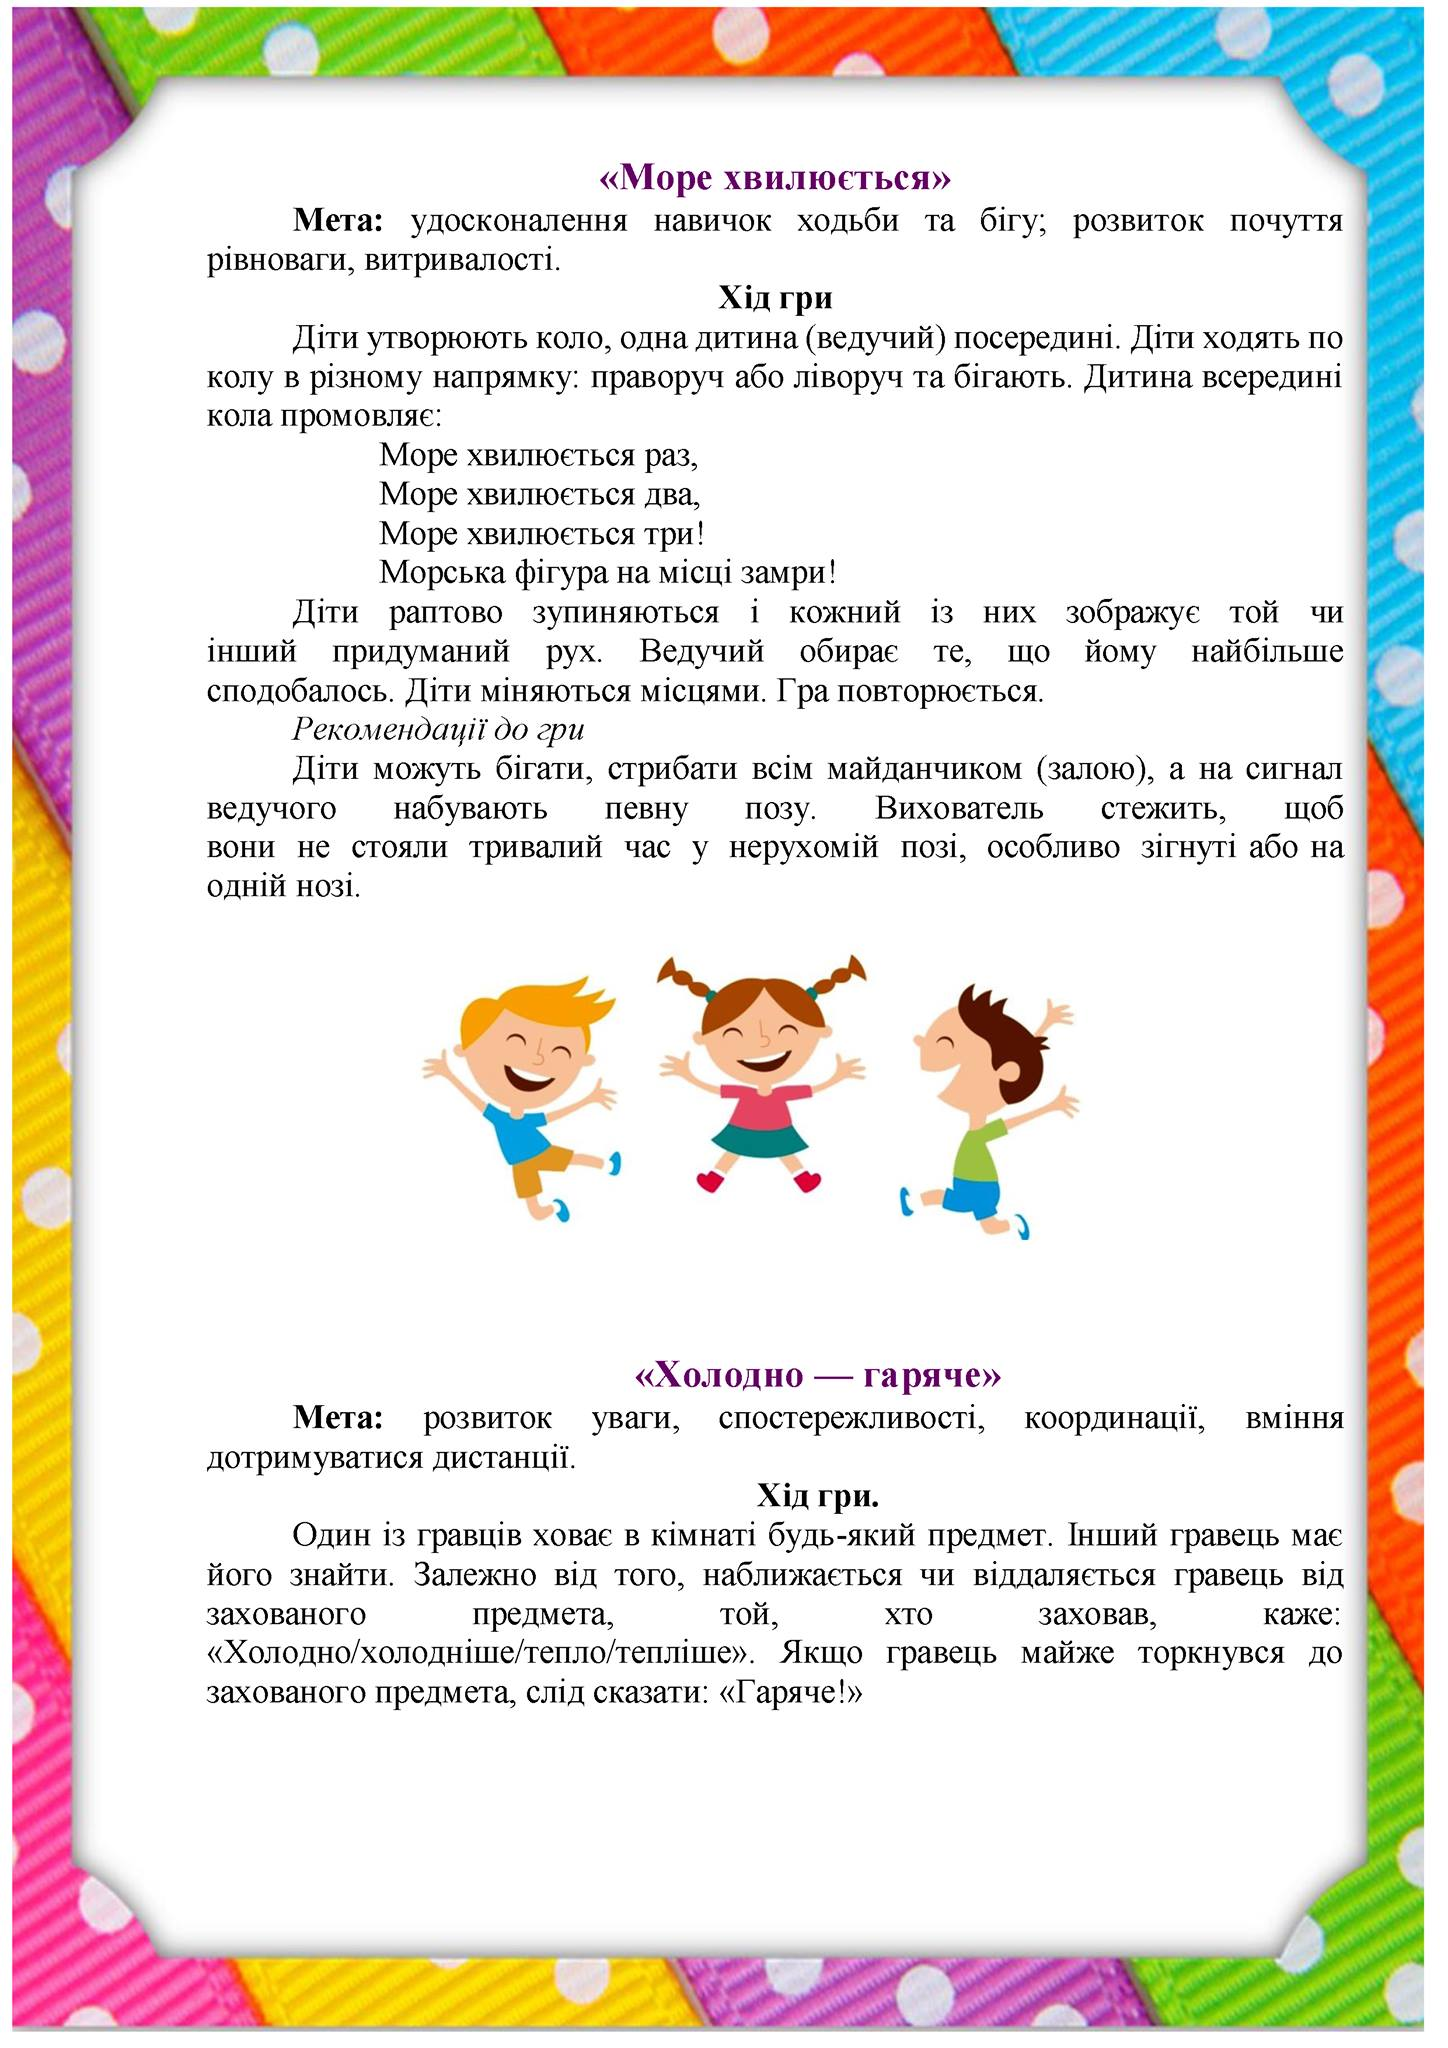 «Море хвилюється»
Мета: удосконалення навичок ходьби та бігу; розвиток почуття
рівноваги, витривалості.
Хід гри
Діти утворюють коло, одна дитина (ведучий) посередині. Діти ходять по
колу в різному напрямку: праворуч або ліворуч та бігають. Дитина всередині
кола промовляє:
Море хвилюється раз,
Море хвилюється два,
Море хвилюється три!
Морська фігура на місці замри!
Діти раптово зупиняються і кожний із них зображує той чи
інший придуманий рух. Ведучий обирає те, що йому найбільше
сподобалось. Діти міняються місцями. Гра повторюється.
Рекомендації до гри
Діти можуть бігати, стрибати всім майданчиком (залою), а на сигнал
ведучого набувають певну позу. Вихователь стежить, щоб
вони не стояли тривалий час у нерухомій позі, особливо зігнуті або на
одній нозі.
«Холодно — гаряче»
Мета: розвиток уваги, спостережливості, координації, вміння
дотримуватися дистанції.
Хід гри.
Один із гравців ховає в кімнаті будь-який предмет. Інший гравець має
його знайти. Залежно від того, наближається чи віддаляється гравець від
захованого предмета, той, хто заховав, каже:
«Холодно/холодніше/тепло/тепліше». Якщо гравець майже торкнувся до
захованого предмета, слід сказати: «Гаряче!»